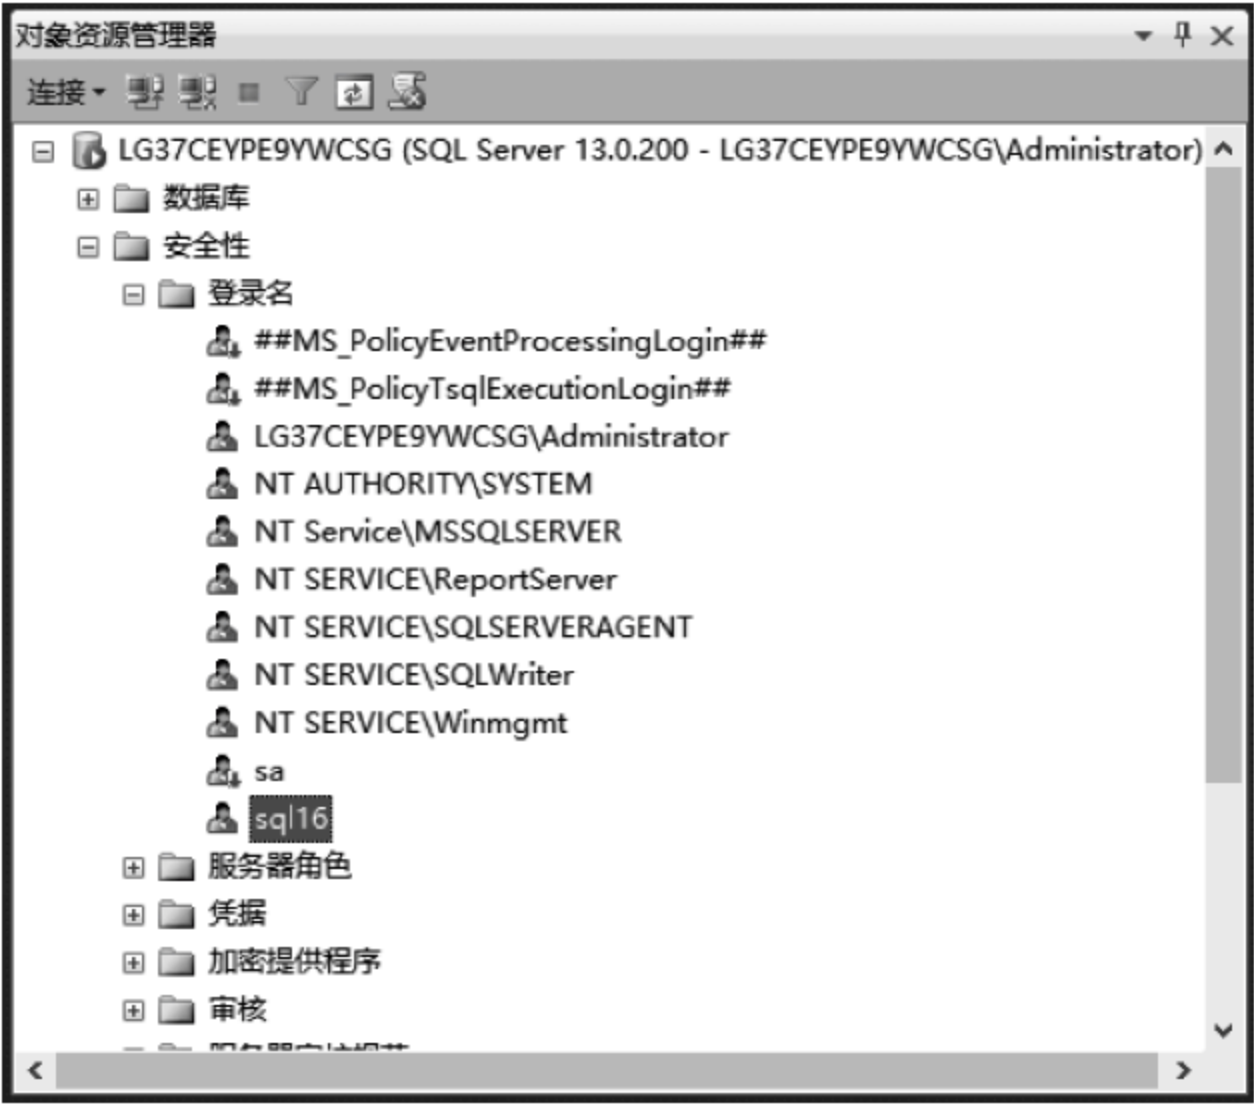 对象资源管理器
连接
LG37CEYPE9YWCSG (SQL Server 13.0.200 - LG37CEYPE9YWCSG\Administrator)
数据库
安全性
登录名
##MS_PolicyEventProcessingLogin##
##MS_PolicyTsqlExecutionLogin##
LG37CEYPE9YWCSG\Administrator
NT AUTHORITY\SYSTEM
NT Service\MSSQLSERVER
NT SERVICE\ReportServer
NT SERVICE\SQLSERVERAGENT
NT SERVICE\SQLWriter
NT SERVICE\Winmgmt
sa
sql16
服务器角色
凭据
加密提供程序
审核